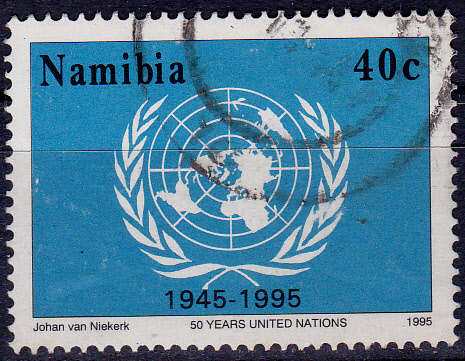 Namibia 40c
1945-1995
Johan van Niekerk 50 YEARS UNITED NATIONS 1995